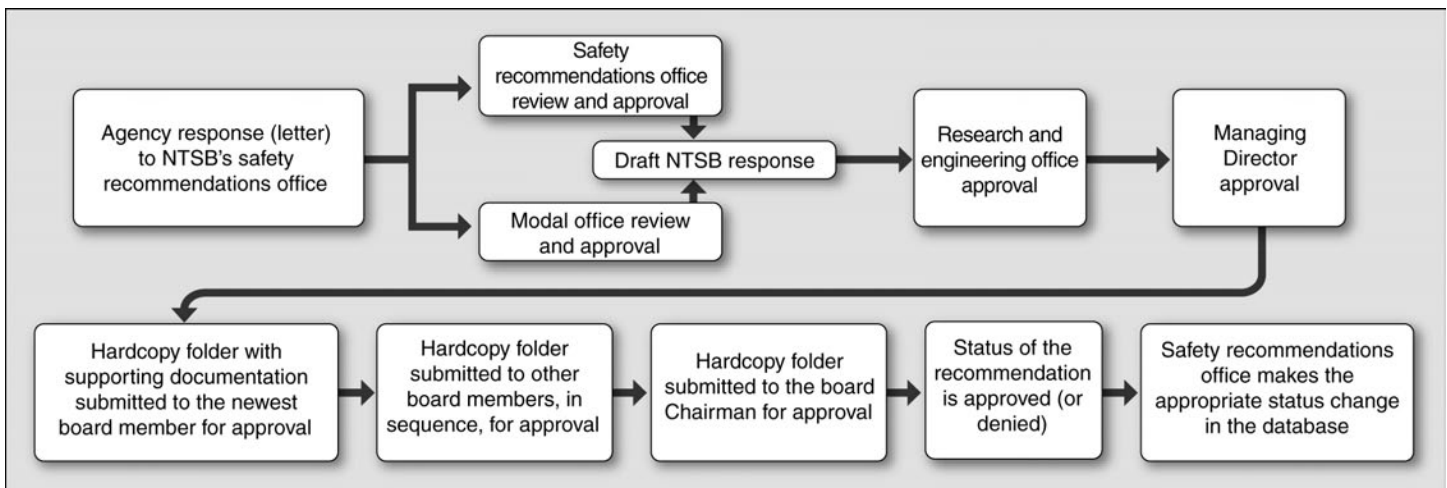 Agency response (letter)
to NTSB's safety
recommendations office
Safety
recommendations office
review and approval
Modal office review
and approval
Draft NTSB response
Research and
engineering office
approval
Managing
Director
approval
Hardcopy folder with
supporting documentation
submitted to the newest
board member for approval
Hardcopy folder
submitted to other
board members, in
sequence, for approval
Hardcopy folder
submitted to the board
Chairman for approval
Status of the
recommendation
is approved (or
denied)
Safety recommendations
office makes the
appropriate status change
in the database